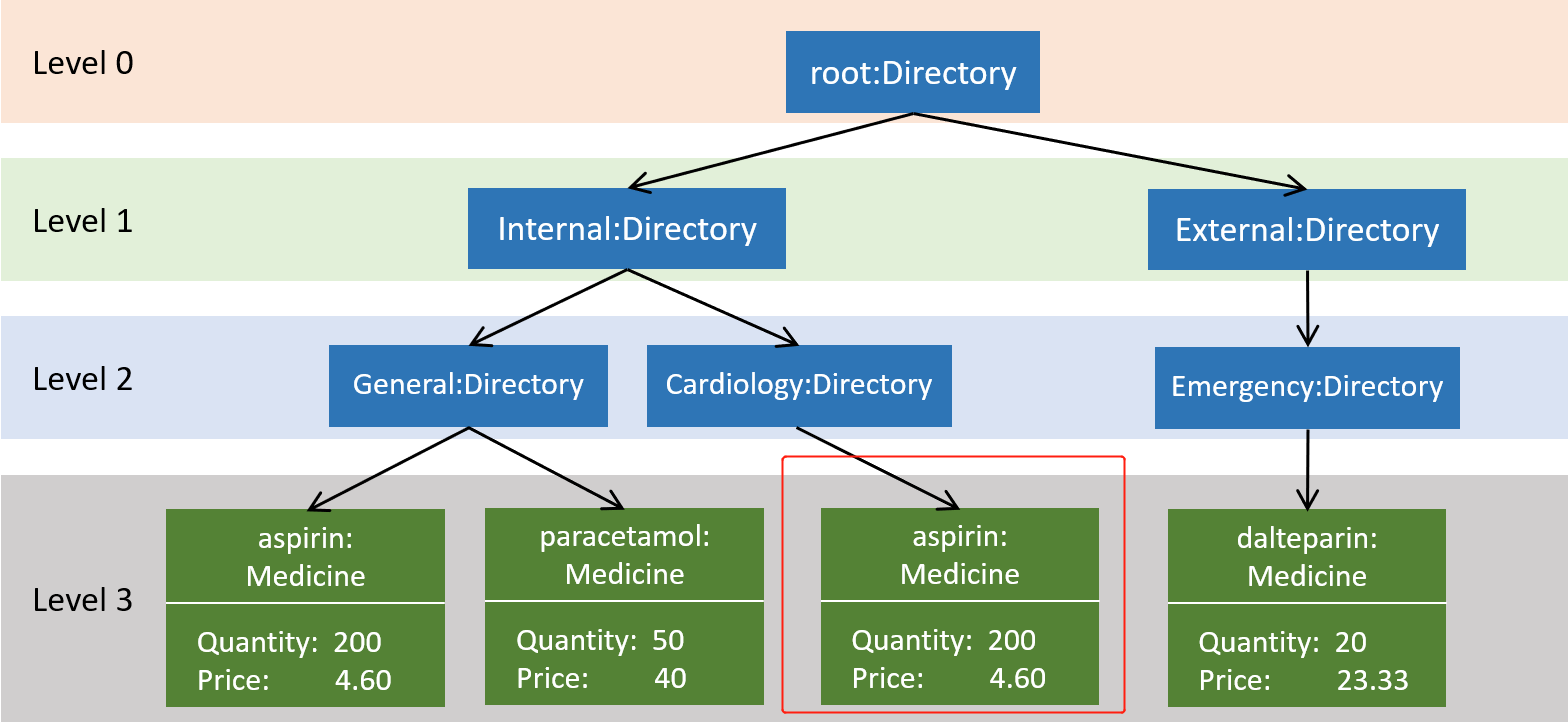 Level 0
root:Directory
Level 1
Internal:Directory
External:Directory
Level 2
General:Directory
Cardiology:Directory
Emergency:Directory
Level 3
aspirin:
Medicine
Quantity: 200
Price: 4.60
paracetamol:
Medicine
Quantity: 50
Price: 40
aspirin:
Medicine
Quantity: 200
Price: 4.60
dalteparin:
Medicine
Quantity: 20
Price: 23.33